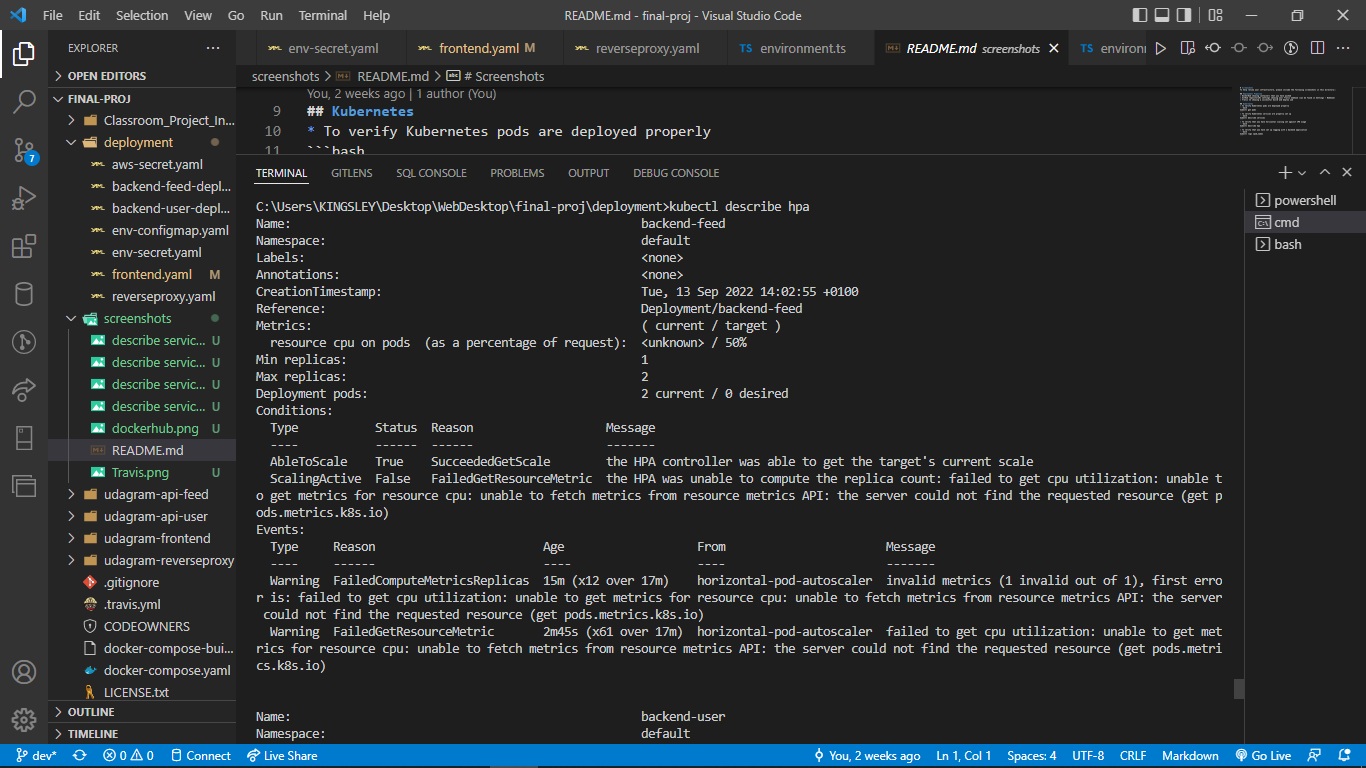 File Edit Selection View Go Run Terminal Help README.md - final-proj - Visual Studio Code
EXPLORER
OPEN EDITORS
FINAL-PROJ
Classroom_Project_In...
deployment
aws-secret.yaml
backend-feed-depl...
backend-user-depl...
env-configmap.yaml
env-secret.yaml
frontend.yaml M
reverseproxy.yaml
screenshots
describe servic... U
describe servic... U
describe servic... U
describe servic... U
dockerhub.png U
README.md
Travis.png U
udagram-api-feed
udagram-api-user
udagram-frontend
udagram-reverseproxy
.gitignore
.travis.yml
CODEOWNERS
docker-compose-bui...
docker-compose.yaml
LICENSE.txt
OUTLINE
TIMELINE
7
env-secret.yaml frontend.yaml M reverseproxy.yaml TS environment.ts README.md screenshots TS environm
screenshots > README.md > # Screenshots
You, 2 weeks ago | 1 author (You)
9 ## Kubernetes
10 * To verify Kubernetes pods are deployed properly
11 ```bash
TERMINAL GITLENS SQL CONSOLE PROBLEMS OUTPUT DEBUG CONSOLE
powershell
cmd
bash
C:\Users\KINGSLEY\Desktop\WebDesktop\final-proj\deployment>kubectl describe hpa
Name: backend-feed
Namespace: default
Labels: <none>
Annotations: <none>
CreationTimestamp: Tue, 13 Sep 2022 14:02:55 +0100
Reference: Deployment/backend-feed
Metrics: ( current / target )
resource cpu on pods (as a percentage of request): <unknown> / 50%
Min replicas: 1
Max replicas: 2
Deployment pods: 2 current / 0 desired
Conditions:
Type Status Reason Message
---- ------ ------ -------
AbleToScale True SucceededGetScale the HPA controller was able to get the target's current scale
ScalingActive False FailedGetResourceMetric the HPA was unable to compute the replica count: failed to get cpu utilization: unable t
o get metrics for resource cpu: unable to fetch metrics from resource metrics API: the server could not find the requested resource (get p
ods.metrics.k8s.io)
Events:
Type Reason Age From Message
---- ------ ---- ---- -------
Warning FailedComputeMetricsReplicas 15m (x12 over 17m) horizontal-pod-autoscaler invalid metrics (1 invalid out of 1), first erro
r is: failed to get cpu utilization: unable to get metrics for resource cpu: unable to fetch metrics from resource metrics API: the server
could not find the requested resource (get pods.metrics.k8s.io)
Warning FailedGetResourceMetric 2m45s (x61 over 17m) horizontal-pod-autoscaler failed to get cpu utilization: unable to get met
rics for resource cpu: unable to fetch metrics from resource metrics API: the server could not find the requested resource (get pods.metri
cs.k8s.io)
Name: backend-user
Namespace: default
dev* 0 0 Connect Live Share You, 2 weeks ago Ln 1, Col 1 Spaces: 4 UTF-8 CRLF Markdown Go Live